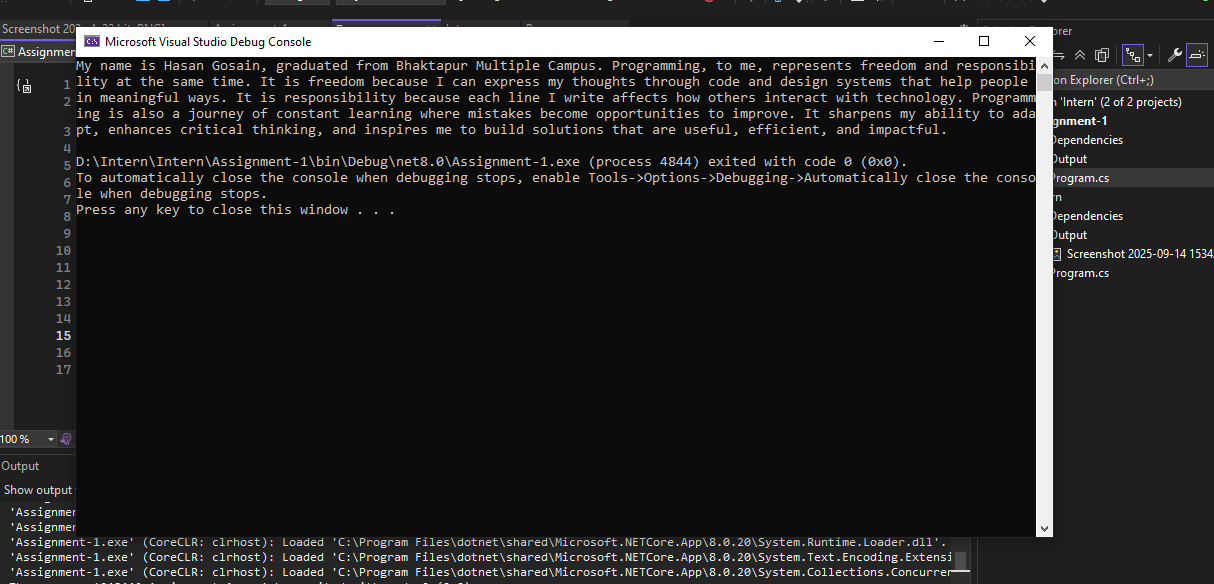 Screenshot
Microsoft Visual Studio Debug Console
C# Assignmen
My name is Hasan Gosain, graduated from Bhaktapur Multiple Campus. Programming, to me, represents freedom and responsibi
lity at the same time. It is freedom because I can express my thoughts through code and design systems that help people
in meaningful ways. It is responsibility because each line I write affects how others interact with technology. Programm
ing is also a journey of constant learning where mistakes become opportunities to improve. It sharpens my ability to ada
pt, enhances critical thinking, and inspires me to build solutions that are useful, efficient, and impactful.
D:\Intern\Intern\Assignment-1\bin\Debug\net8.0\Assignment-1.exe (process 4844) exited with code 0 (0x0).
To automatically close the console when debugging stops, enable Tools->Options->Debugging->Automatically close the conso
le when debugging stops.
Press any key to close this window . . .
1
2
3
4
5
6
7
8
9
10
11
12
13
14
15
16
17
orer
on Explorer (Ctrl+;)
n 'Intern' (2 of 2 projects)
gnment-1
Dependencies
Output
Program.cs
rn
Dependencies
Output
Screenshot 2025-09-14 1534
Program.cs
100 %
Output
Show output
'Assignmer
'Assignmer
'Assignment-1.exe' (CoreCLR: clrhost): Loaded 'C:\Program Files\dotnet\shared\Microsoft.NETCore.App\8.0.20\System.Runtime.Loader.dll'.
'Assignment-1.exe' (CoreCLR: clrhost): Loaded 'C:\Program Files\dotnet\shared\Microsoft.NETCore.App\8.0.20\System.Text.Encoding.Extensi
'Assignment-1.exe' (CoreCLR: clrhost): Loaded 'C:\Program Files\dotnet\shared\Microsoft.NETCore.App\8.0.20\System.Collections.Concurrer